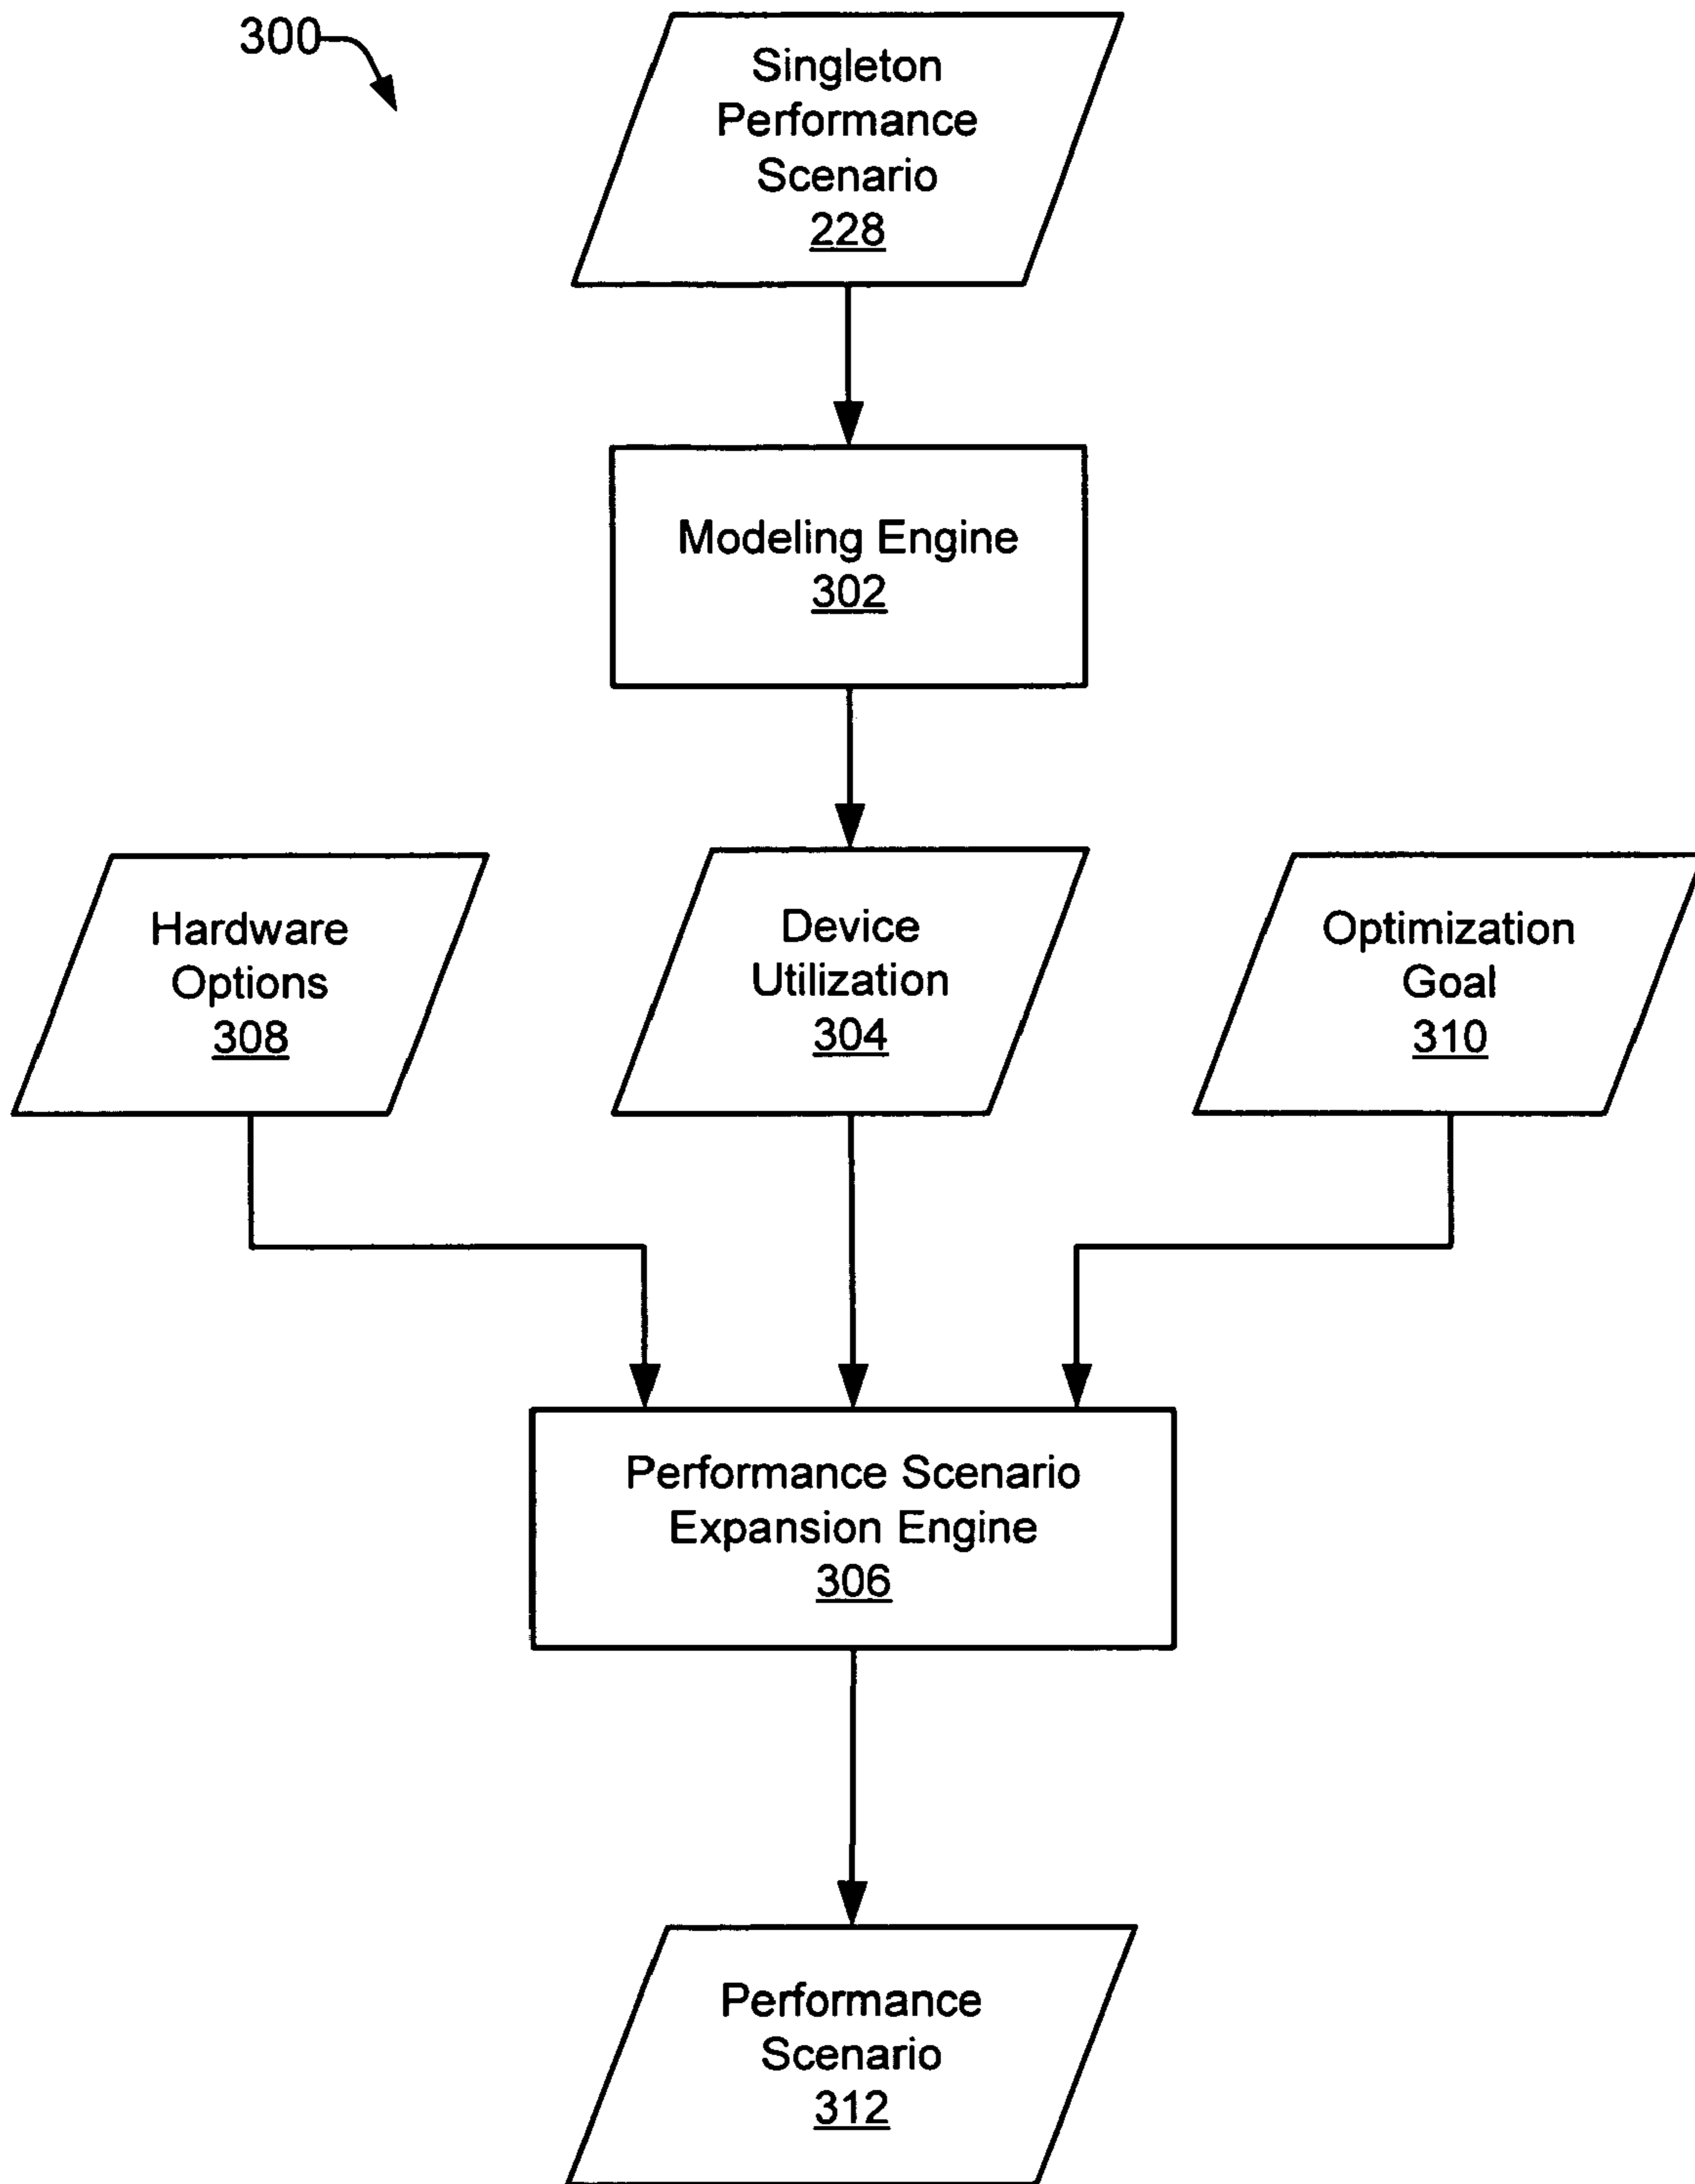 300
Singleton
Performance
Scenario
228
Modeling Engine
302
Hardware
Options
308
Device
Utilization
304
Optimization
Goal
310
Performance Scenario
Expansion Engine
306
Performance
Scenario
312